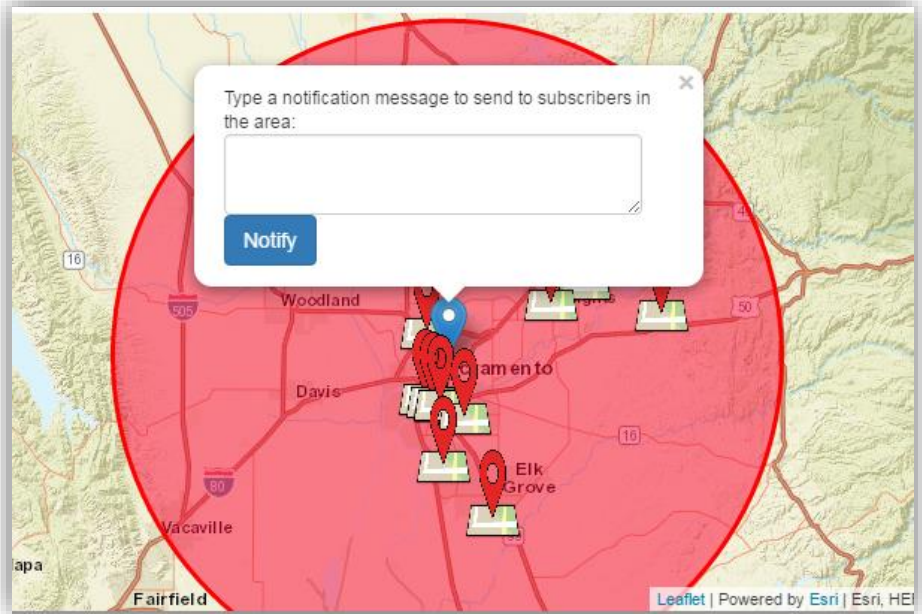 Type a notification message to send to subscribers in
the area:
Notify
×
40
16
505
Woodland
50
Davis
16
Elk
Grove
80
Vacaville
apa
Fairfield
Leaflet | Powered by Esri | Esri, HE